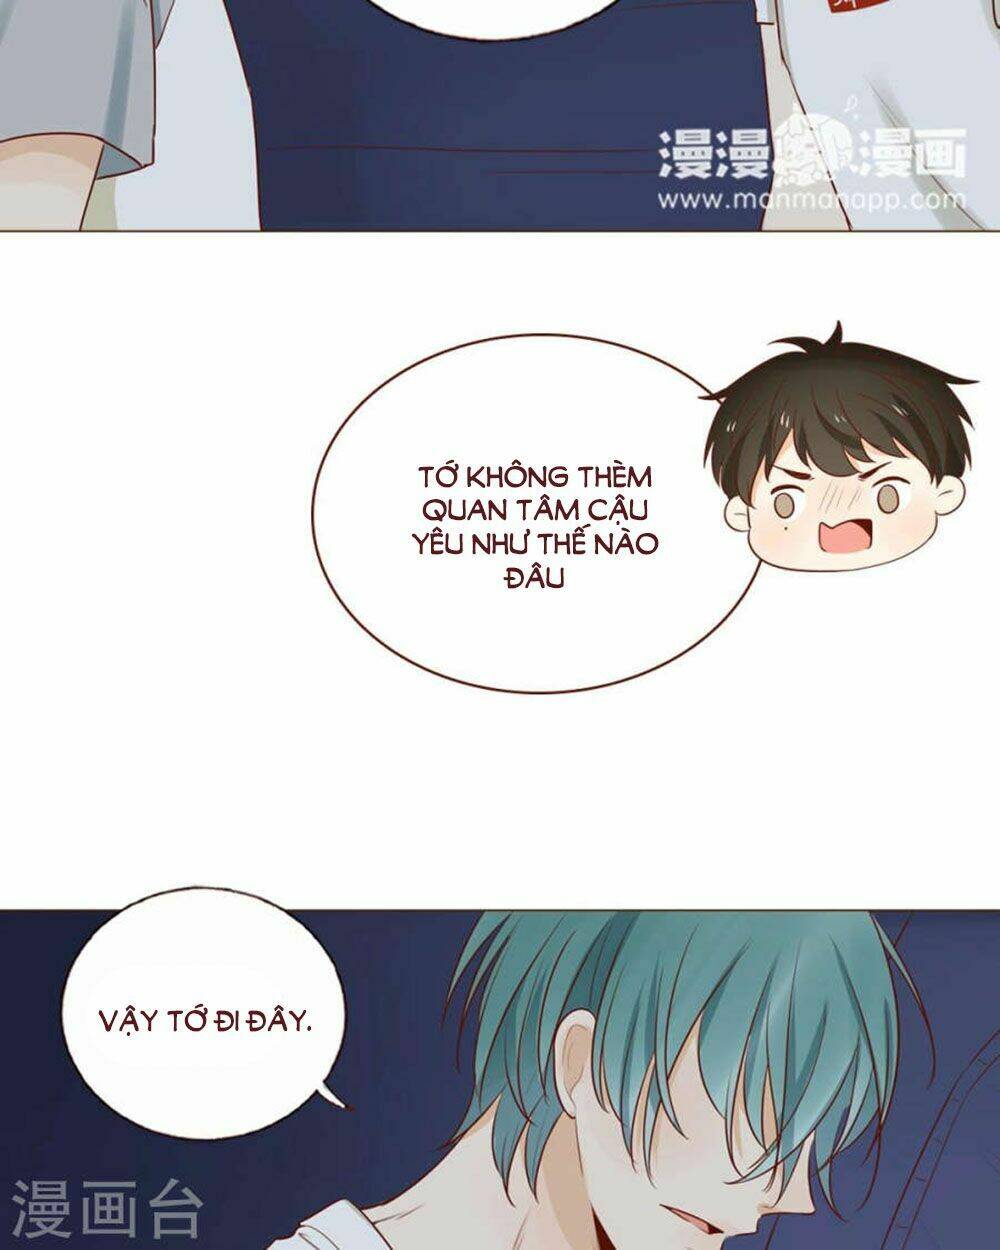 漫漫漫画
www.manmanapp.com
TỚ KHÔNG THÈM
QUAN TÂM CẬU
YÊU NHƯ THẾ NÀO
ĐÂU
VẬY TỚ ĐI ĐÂY.
漫画台